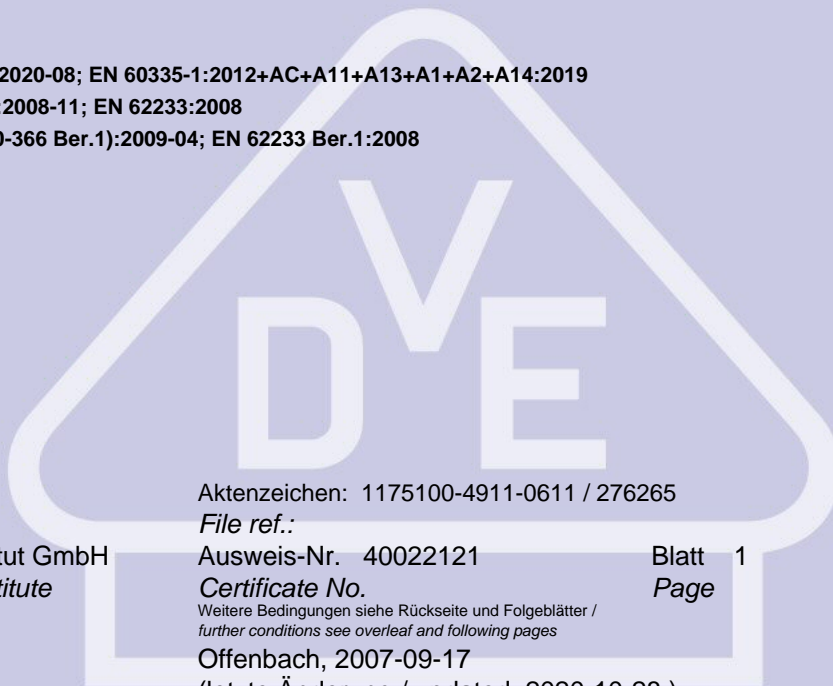 2020-08; EN 60335-1:2012+AC+A11+A13+A1+A2+A14:2019
:2008-11; EN 62233:2008
0-366 Ber.1):2009-04; EN 62233 Ber.1:2008
D V E
Aktenzeichen: 1175100-4911-0611 / 276265
File ref.:
tut GmbH Ausweis-Nr. 40022121 Blatt 1
titute Certificate No. Page
Weitere Bedingungen siehe Rückseite und Folgeblätter /
further conditions see overleaf and following pages
Offenbach, 2007-09-17